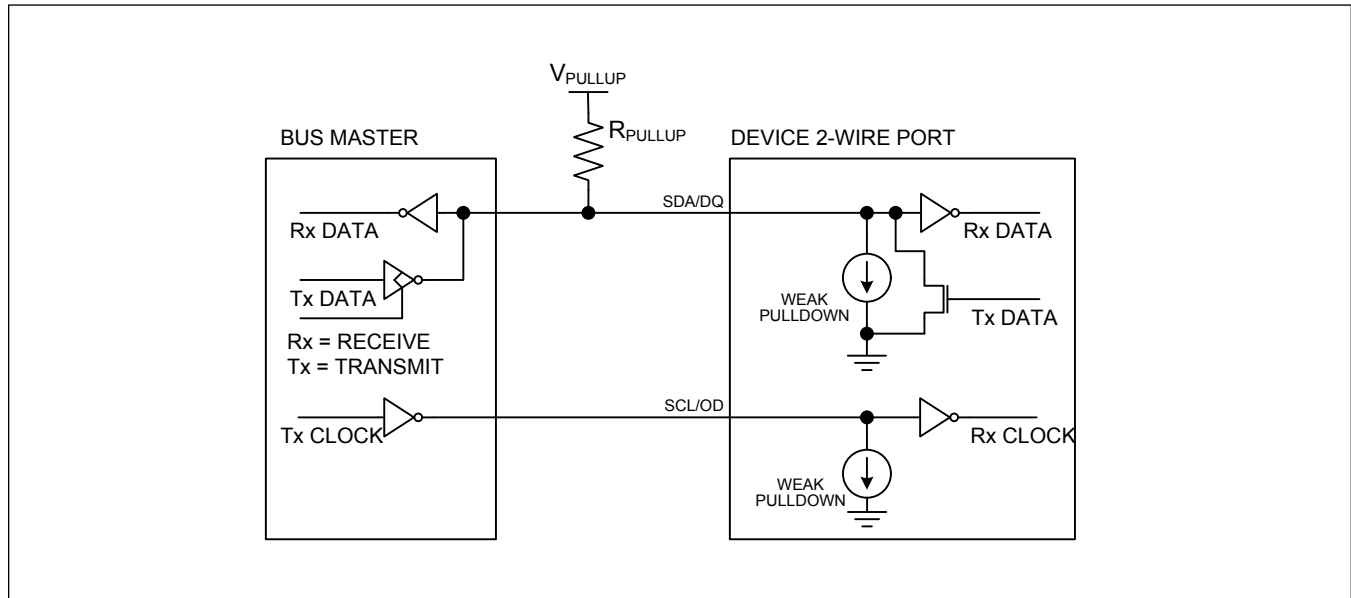 VPULLUP
RPULLUP
BUS MASTER
DEVICE 2-WIRE PORT
SDA/DQ
Rx DATA
Rx DATA
Tx DATA
WEAK
PULLDOWN
Tx DATA
Rx = RECEIVE
Tx = TRANSMIT
SCL/OD
Tx CLOCK
Rx CLOCK
WEAK
PULLDOWN